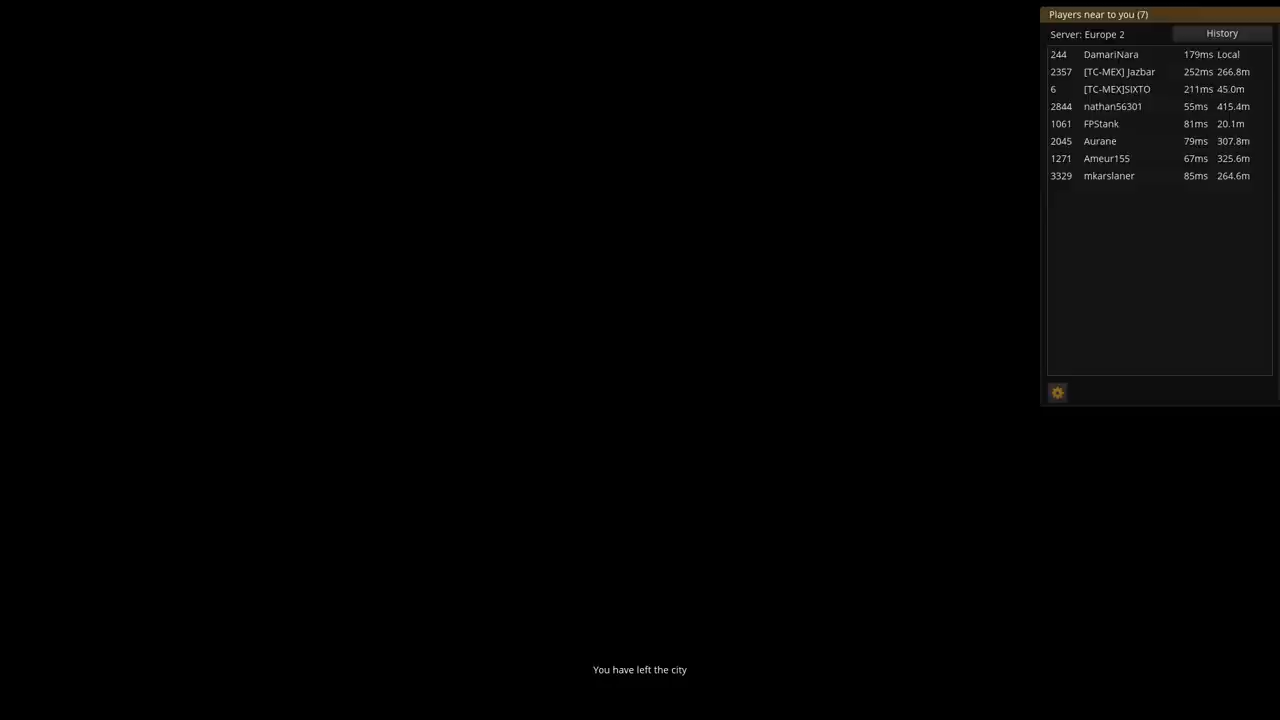 Players near to you (7)
Server: Europe 2 History
244 DamariNara 179ms Local
2357 [TC-MEX] Jazbar 252ms 266.8m
6 [TC-MEX]SIXTO 211ms 45.0m
2844 nathan56301 55ms 415.4m
1061 FPStank 81ms 20.1m
2045 Aurane 79ms 307.8m
1271 Ameur155 67ms 325.6m
3329 mkarslaner 85ms 264.6m
You have left the city